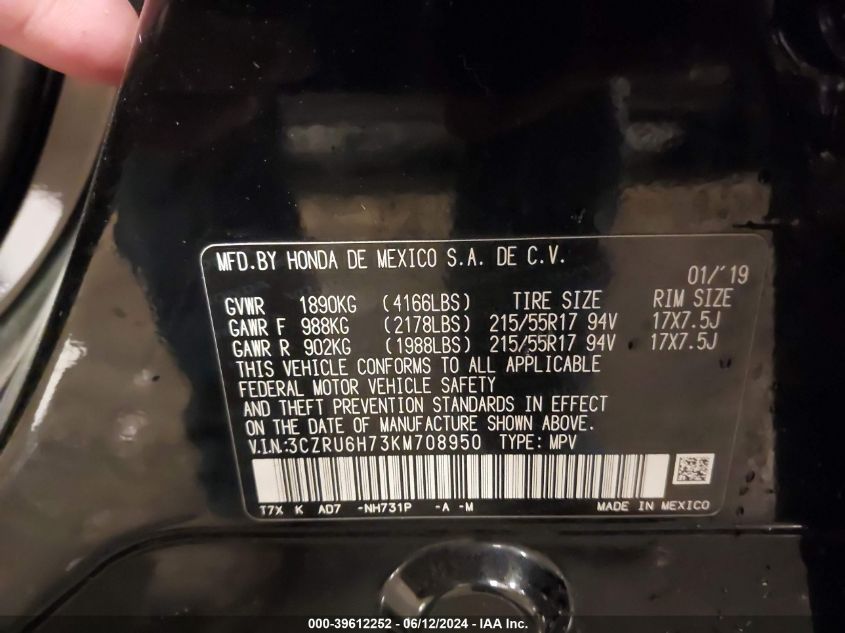 MFD.BY HONDA DE MEXICO S.A. DE C.V.
01/'19
GVWR 1890KG (4166LBS) TIRE SIZE RIM SIZE
GAWR F 988KG (2178LBS) 215/55R17 94V 17X7.5J
GAWR R 902KG (1988LBS) 215/55R17 94V 17X7.5J
THIS VEHICLE CONFORMS TO ALL APPLICABLE
FEDERAL MOTOR VEHICLE SAFETY
AND THEFT PREVENTION STANDARDS IN EFFECT
ON THE DATE OF MANUFACTURE SHOWN ABOVE.
V.I.N.:3CZRU6H73KM708950 TYPE: MPV
T7X K AD7 -NH731P -A -M MADE IN MEXICO
000-39612252 - 06/12/2024 - IAA Inc.